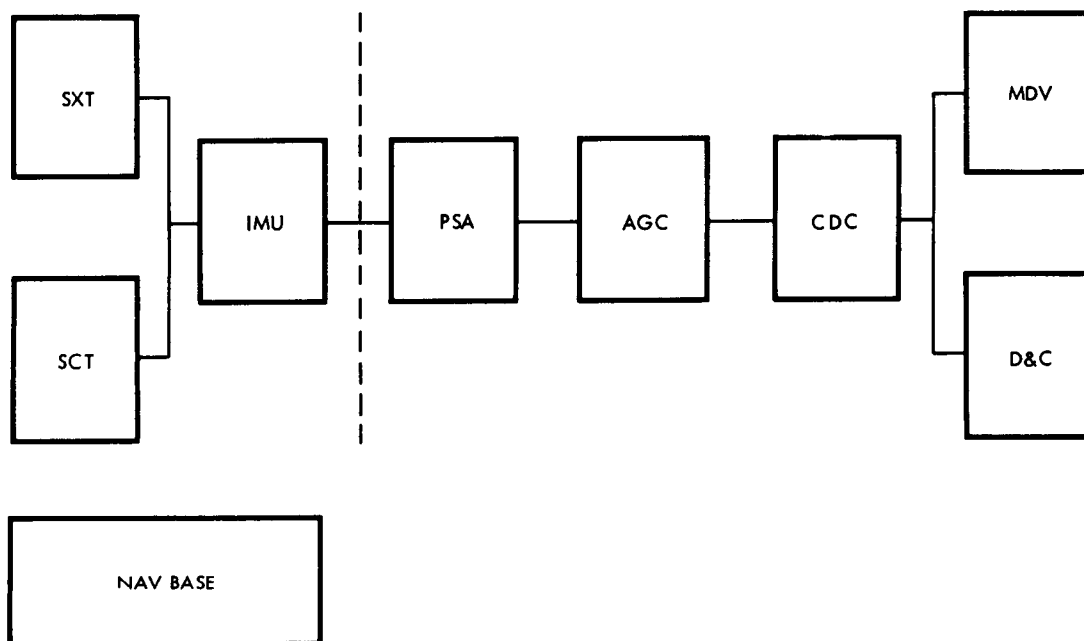 SXT
MDV
IMU
PSA
AGC
CDC
SCT
D&C
NAV BASE